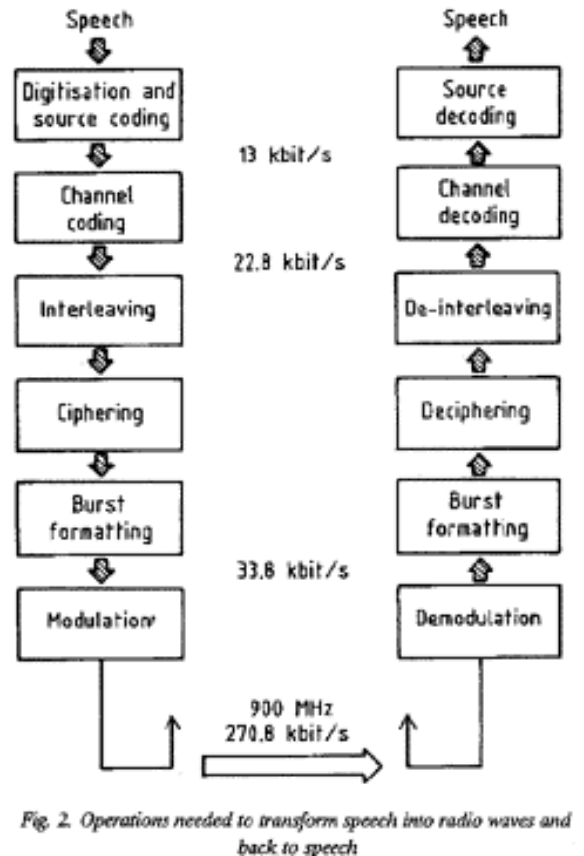 Speech
Digitisation and
source coding
Channel
coding
Interleaving
Ciphering
Burst
formatting
Modulation
13 kbit/s
22.8 kbit/s
33.8 kbit/s
900 MHz
270.8 kbit/s
Speech
Source
decoding
Channel
decoding
De-interleaving
Deciphering
Burst
formatting
Demodulation
Fig. 2. Operations needed to transform speech into radio waves and
back to speech